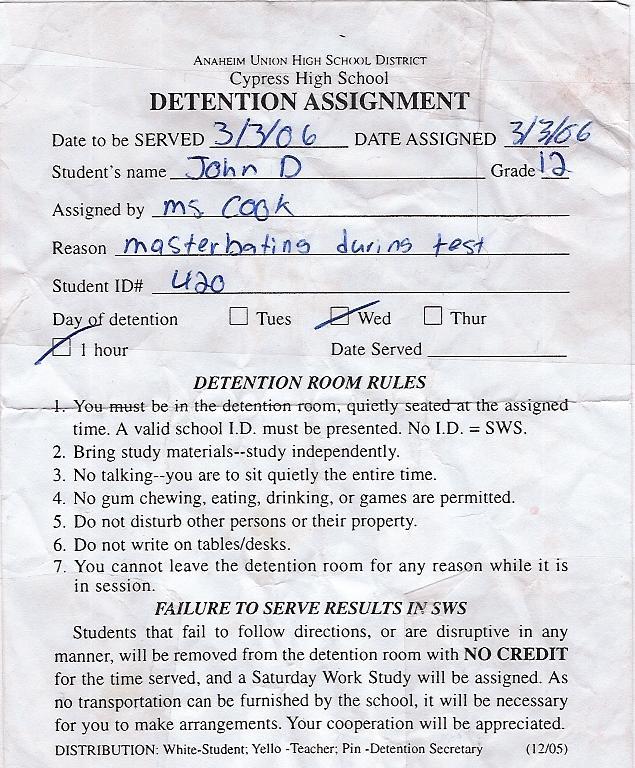 ANAHEIM UNION HIGH SCHOOL DISTRICT
Cypress High School
DETENTION ASSIGNMENT
Date to be SERVED 3/3/06 DATE ASSIGNED 3/3/06
Student's name John D Grade 12
Assigned by ms cook
Reason masterbating during test
Student ID# 420
Day of detention Tues Wed Thur
1 hour Date Served
DETENTION ROOM RULES
1. You must be in the detention room, quietly seated at the assigned
time. A valid school I.D. must be presented. No I.D. = SWS.
2. Bring study materials--study independently.
3. No talking--you are to sit quietly the entire time.
4. No gum chewing, eating, drinking, or games are permitted.
5. Do not disturb other persons or their property.
6. Do not write on tables/desks.
7. You cannot leave the detention room for any reason while it is
in session.
FAILURE TO SERVE RESULTS IN SWS
Students that fail to follow directions, or are disruptive in any
manner, will be removed from the detention room with NO CREDIT
for the time served, and a Saturday Work Study will be assigned. As
no transportation can be furnished by the school, it will be necessary
for you to make arrangements. Your cooperation will be appreciated.
DISTRIBUTION: White-Student; Yello -Teacher; Pin -Detention Secretary (12/05)